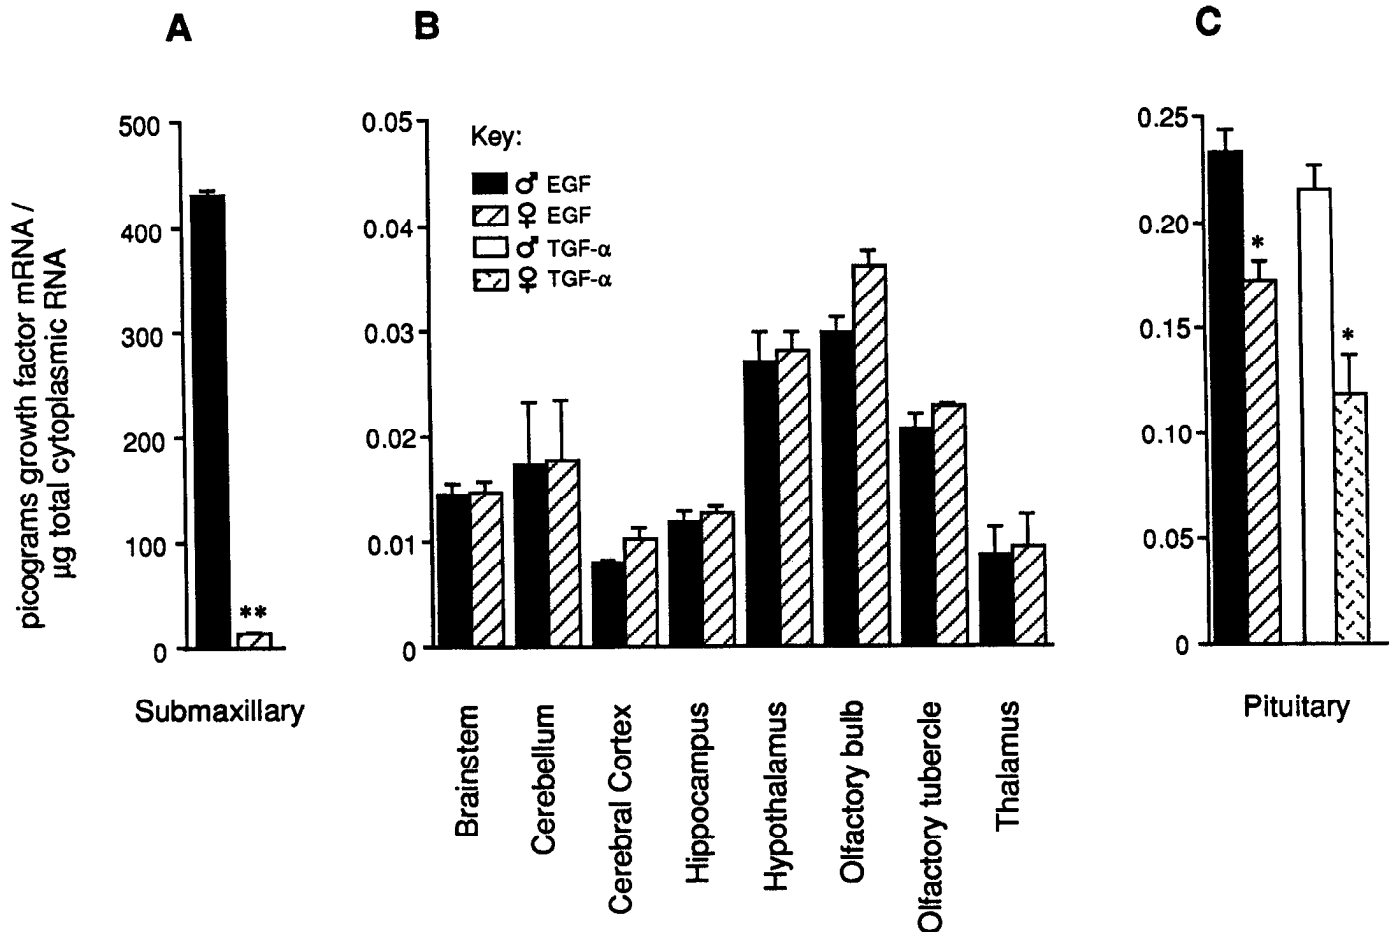 A
B
C
picograms growth factor mRNA /
µg total cytoplasmic RNA
500
400
300
200
100
0
**
Submaxillary
0.05
0.04
0.03
0.02
0.01
0
Key:
♂ EGF
♀ EGF
♂ TGF-α
♀ TGF-α
Brainstem
Cerebellum
Cerebral Cortex
Hippocampus
Hypothalamus
Olfactory bulb
Olfactory tubercle
Thalamus
0.25
0.20
0.15
0.10
0.05
0
*
*
Pituitary